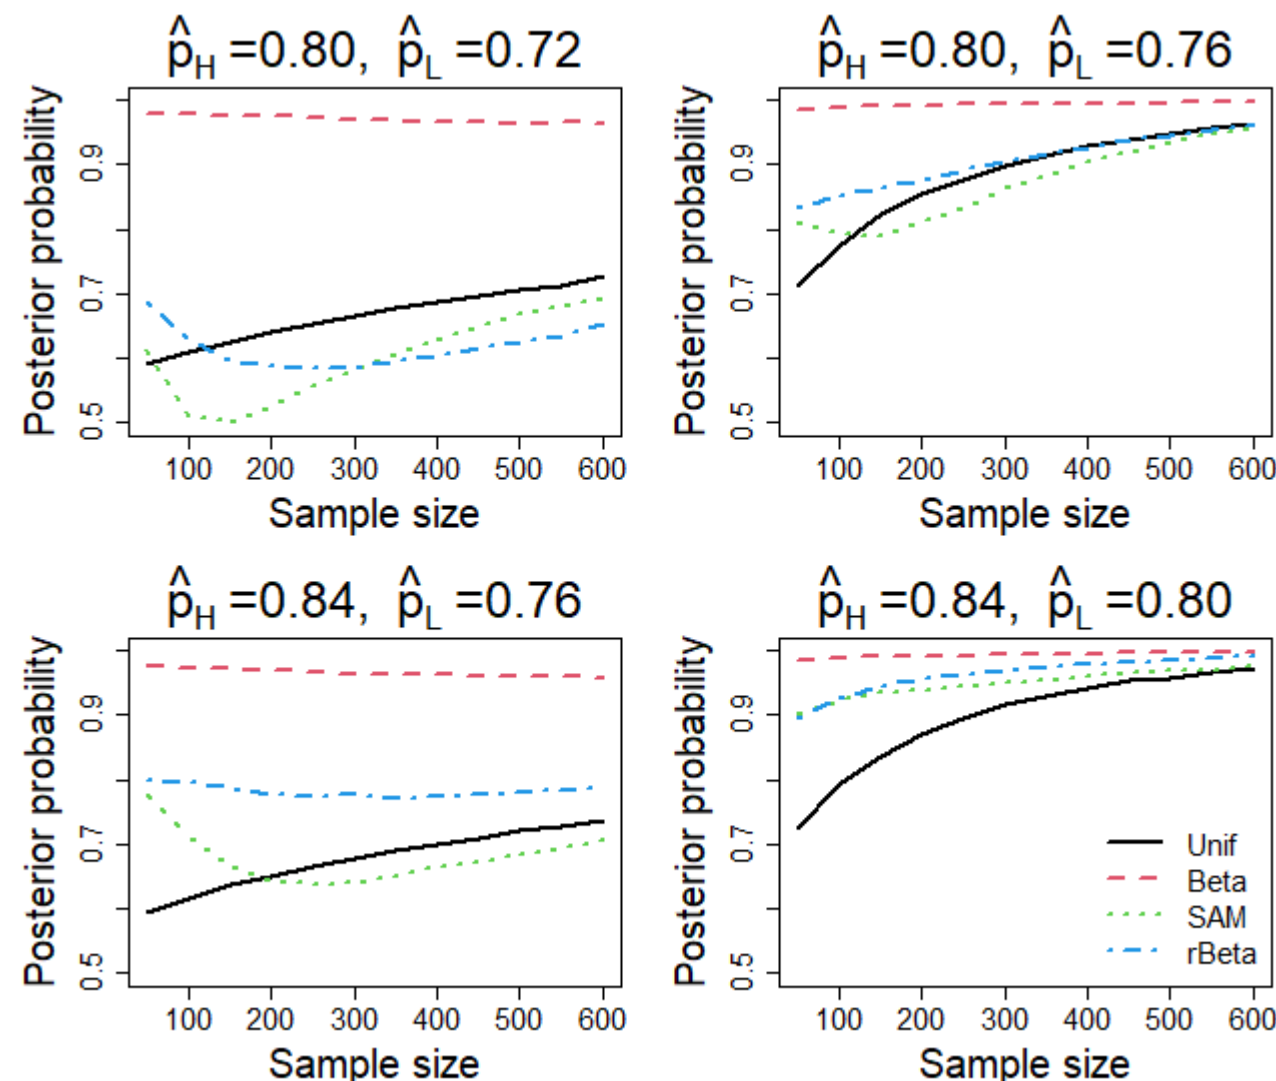 p̂H =0.80, p̂L =0.72
Posterior probability
0.5 0.7 0.9
100 200 300 400 500 600
Sample size
p̂H =0.80, p̂L =0.76
Posterior probability
0.5 0.7 0.9
100 200 300 400 500 600
Sample size
p̂H =0.84, p̂L =0.76
Posterior probability
0.5 0.7 0.9
100 200 300 400 500 600
Sample size
p̂H =0.84, p̂L =0.80
Posterior probability
0.5 0.7 0.9
Unif
Beta
SAM
rBeta
100 200 300 400 500 600
Sample size